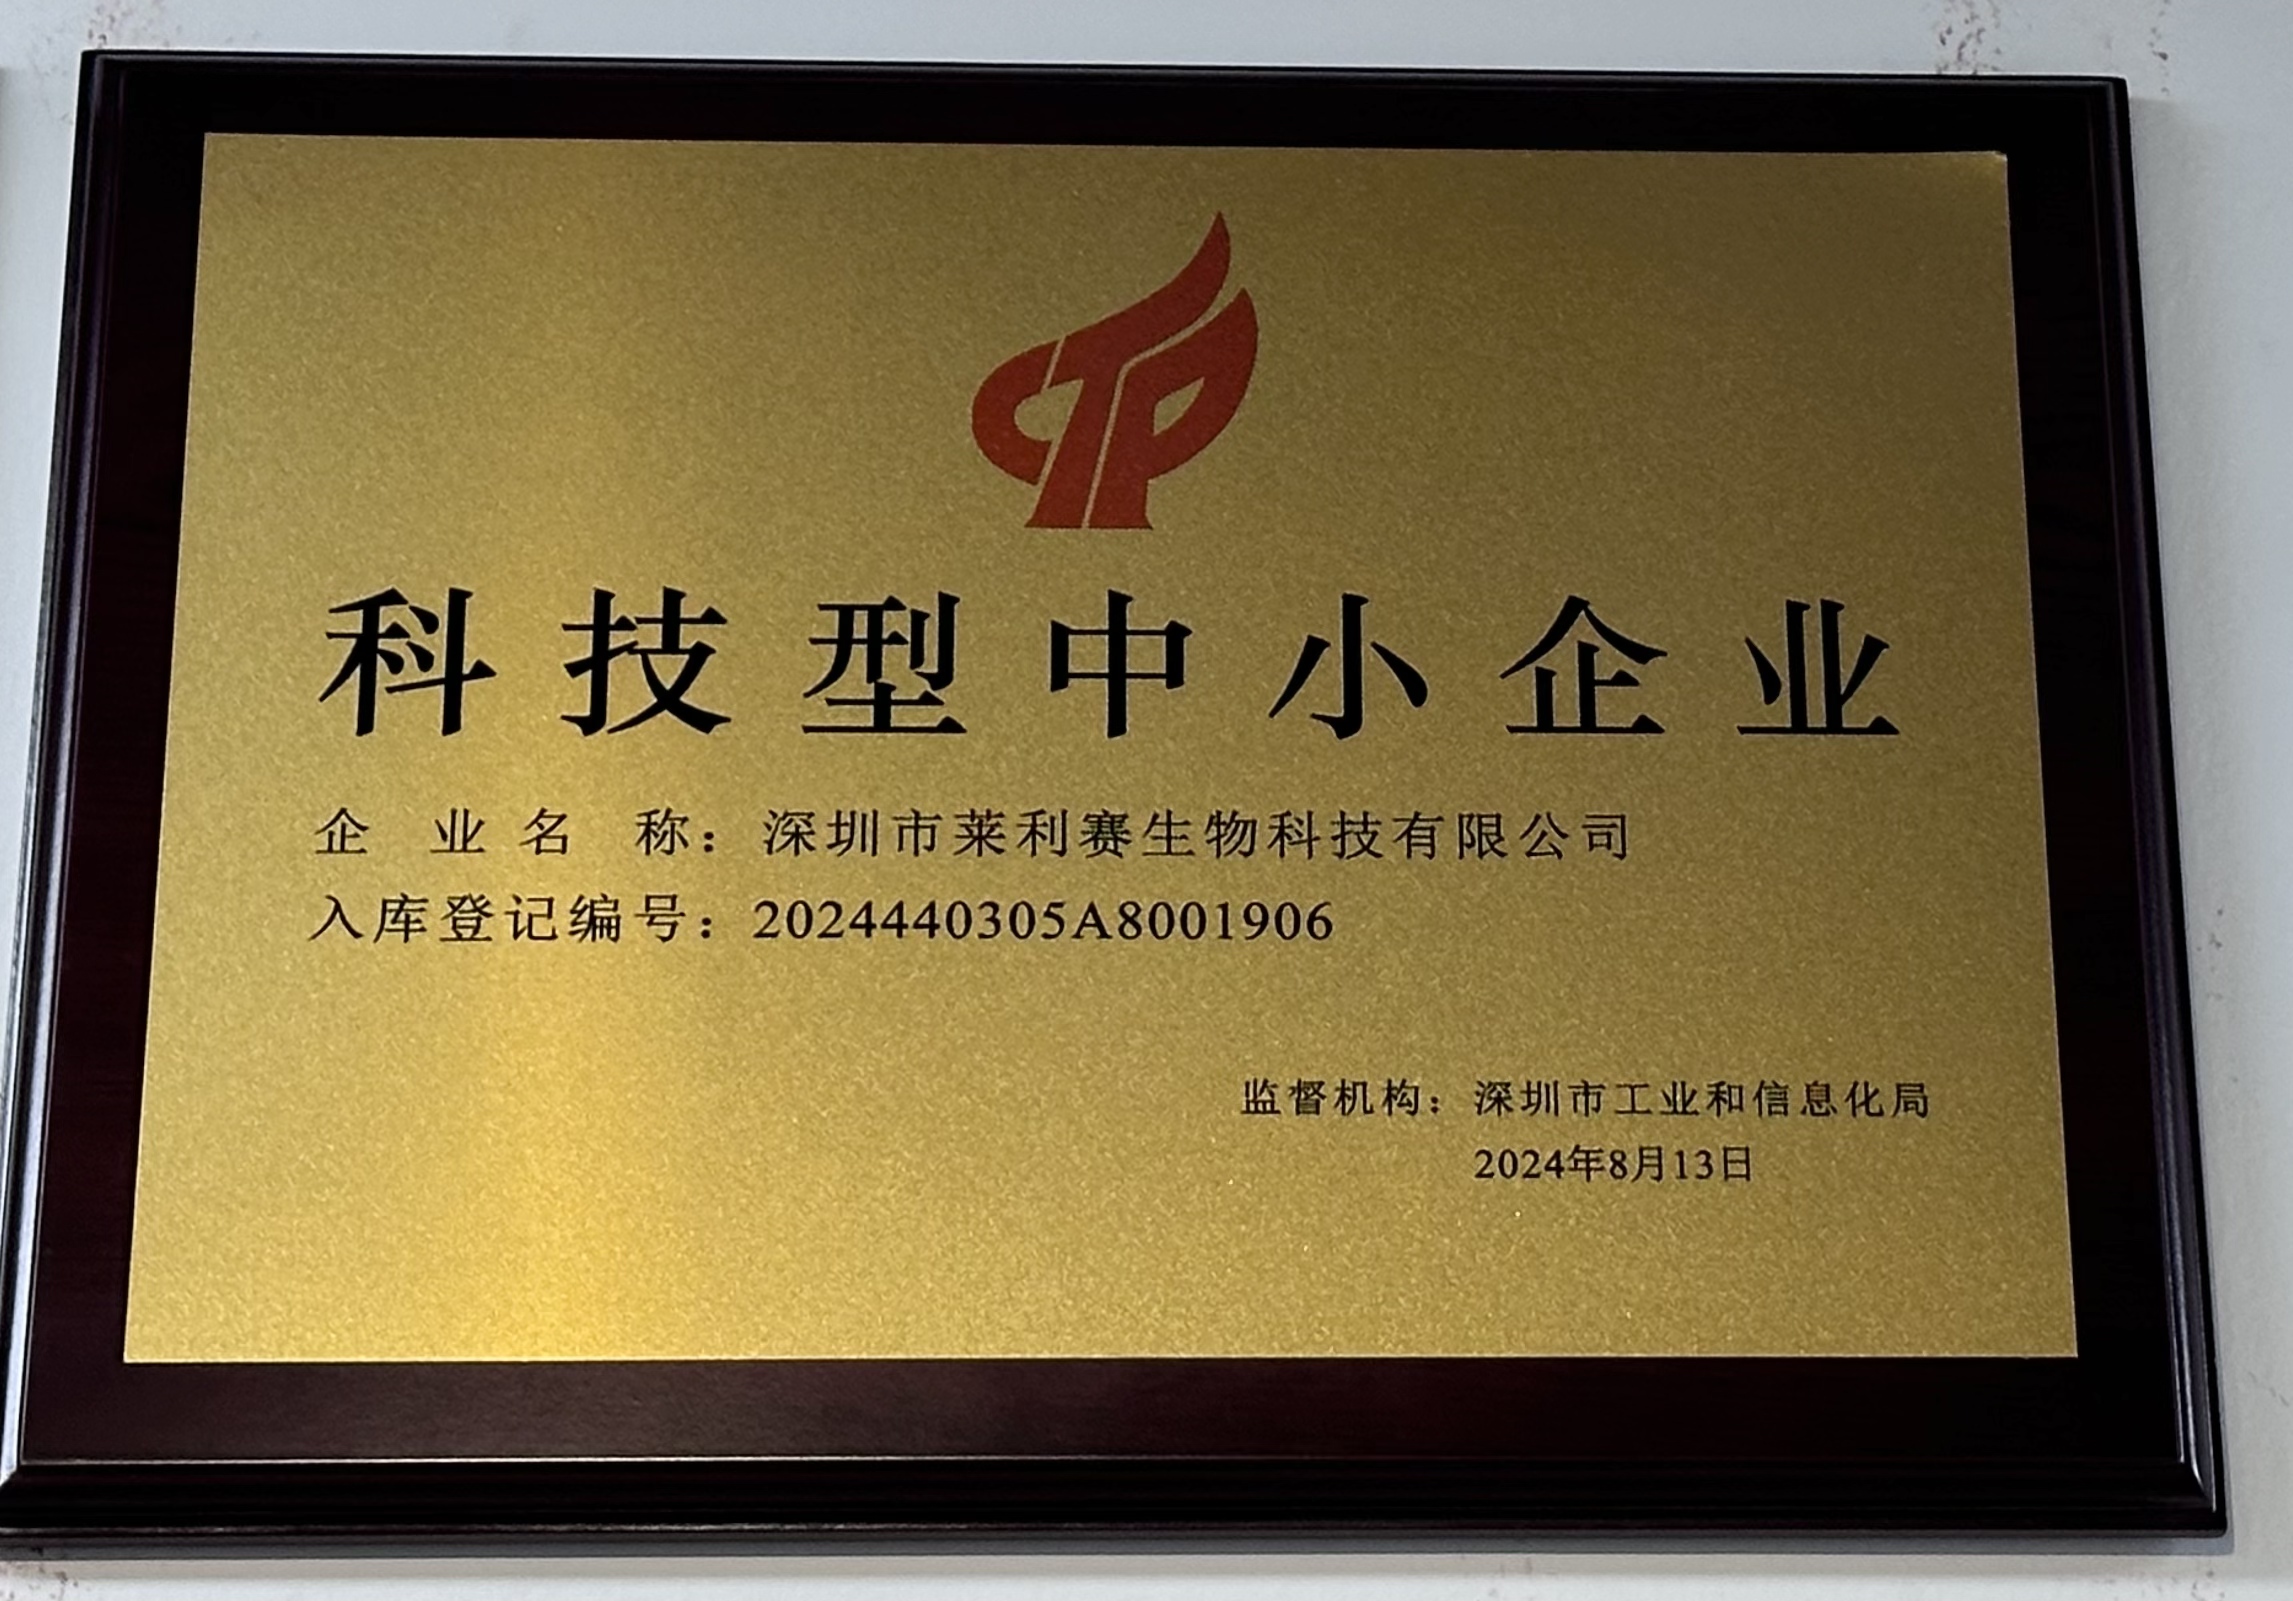 科技型中小企业
企业名称：深圳市莱利赛生物科技有限公司
入库登记编号：2024440305A8001906
监督机构：深圳市工业和信息化局
2024年8月13日